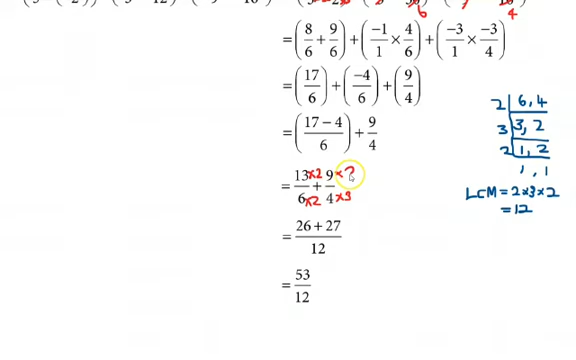 = (8/6 + 9/6) + (-1/1 × 4/6) + (-3/1 × -3/4)
= (17/6) + (-4/6) + (9/4)
= ((17 − 4)/6) + 9/4
= 13×2/6×2 + 9×3/4×3
= (26 + 27)/12
= 53/12
2 | 6, 4
3 | 3, 2
2 | 1, 2
1, 1
LCM = 2×3×2
= 12